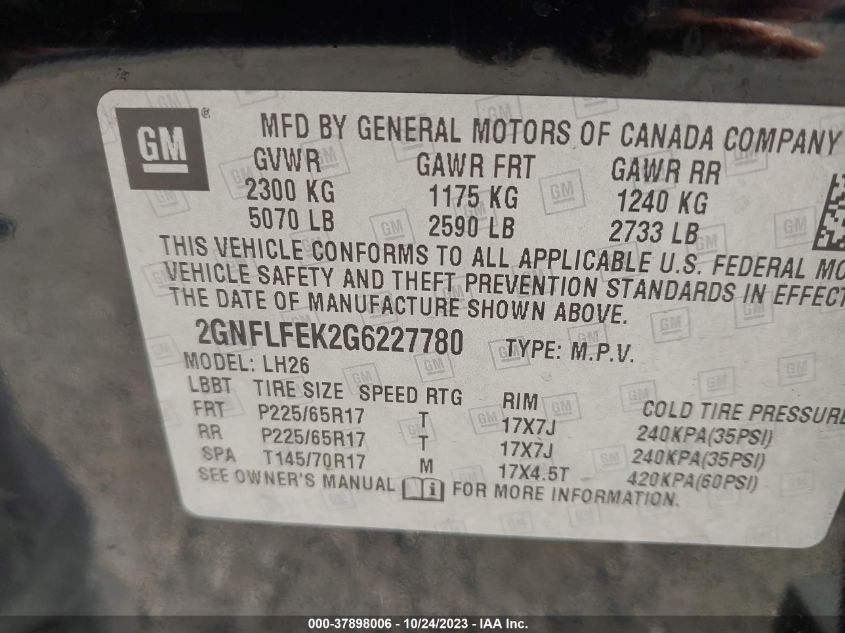 GM ® MFD BY GENERAL MOTORS OF CANADA COMPANY
GVWR GAWR FRT GAWR RR
2300 KG 1175 KG 1240 KG
5070 LB 2590 LB 2733 LB
THIS VEHICLE CONFORMS TO ALL APPLICABLE U.S. FEDERAL MO
VEHICLE SAFETY AND THEFT PREVENTION STANDARDS IN EFFECT
THE DATE OF MANUFACTURE SHOWN ABOVE.
2GNFLFEK2G6227780 TYPE: M.P.V.
MODEL: LH26
LBBT TIRE SIZE SPEED RTG RIM COLD TIRE PRESSURE
FRT P225/65R17 T 17X7J 240KPA(35PSI)
RR P225/65R17 T 17X7J 240KPA(35PSI)
SPA T145/70R17 M 17X4.5T 420KPA(60PSI)
SEE OWNER'S MANUAL FOR MORE INFORMATION.
000-37898006 - 10/24/2023 - IAA Inc.